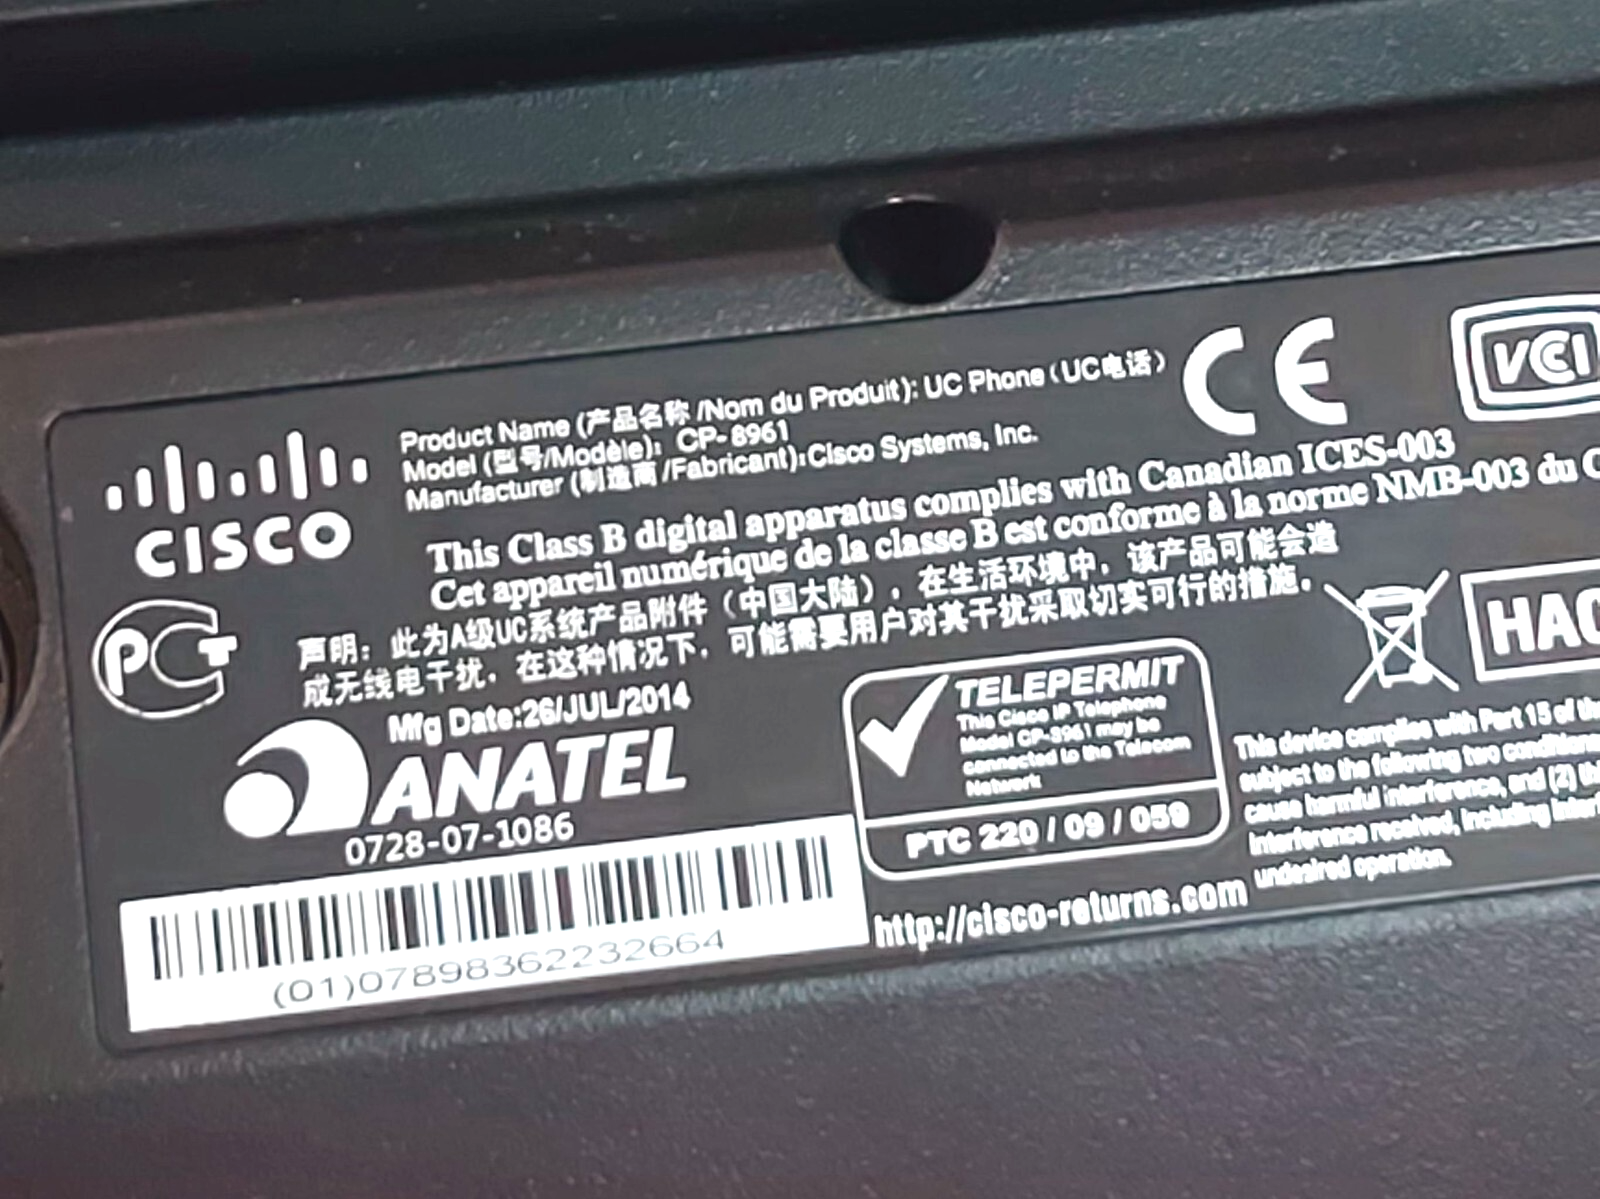 Product Name (产品名称 /Nom du Produit): UC Phone (UC电话)
Model (型号/Modèle): CP-8961
Manufacturer (制造商 /Fabricant): Cisco Systems, Inc.
CISCO
CE
VCI
This Class B digital apparatus complies with Canadian ICES-003
Cet appareil numérique de la classe B est conforme à la norme NMB-003 du C
声明: 此为A级UC系统产品附件 (中国大陆) , 在生活环境中, 该产品可能会造
成无线电干扰. 在这种情况下, 可能需要用户对其干扰采取切实可行的措施.
PCT
HAC
Mfg Date:26/JUL/2014
ANATEL
0728-07-1086
(01)07898362232664
TELEPERMIT
This Cisco IP Telephone
Model CP-8961 may be
connected to the Telecom
Network
PTC 220 / 09 / 059
http://cisco-returns.com
This device complies with Part 15 of the
subject to the following two conditions
cause harmful interference, and (2) th
interference received, including inter
undesired operation.